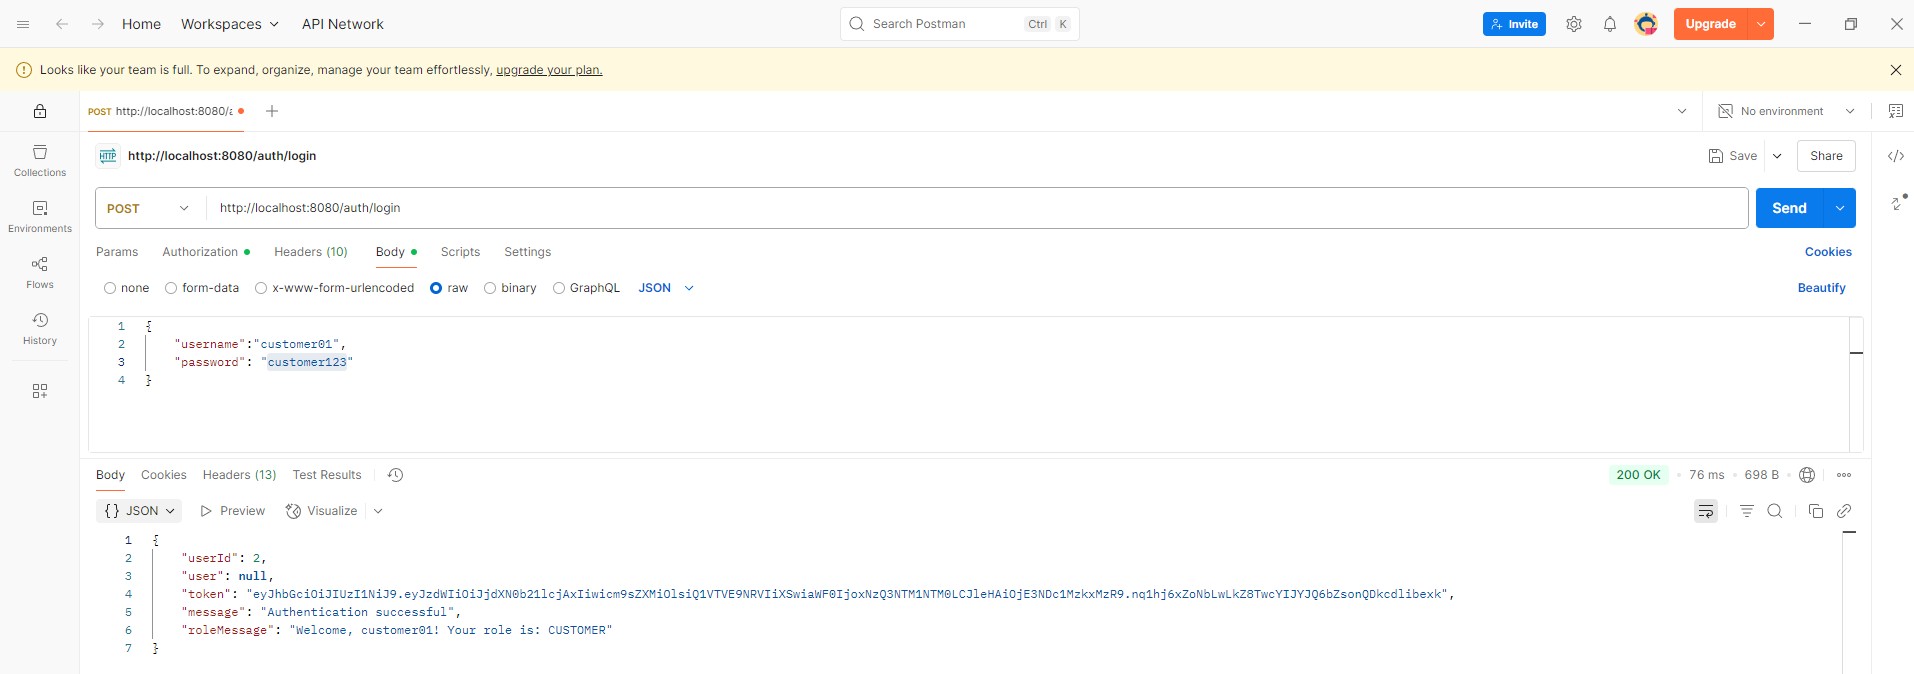 Home Workspaces API Network Search Postman Ctrl K Invite Upgrade
Looks like your team is full. To expand, organize, manage your team effortlessly, upgrade your plan.
POST http://localhost:8080/a No environment
HTTP http://localhost:8080/auth/login Save Share
Collections
Environments
Flows
History
POST http://localhost:8080/auth/login Send
Params Authorization Headers (10) Body Scripts Settings Cookies
none form-data x-www-form-urlencoded raw binary GraphQL JSON Beautify
1 {
2 "username":"customer01",
3 "password": "customer123"
4 }
Body Cookies Headers (13) Test Results 200 OK 76 ms 698 B
{} JSON Preview Visualize
1 {
2 "userId": 2,
3 "user": null,
4 "token": "eyJhbGciOiJIUzI1NiJ9.eyJzdWIiOiJjdXN0b21lcjAxIiwicm9sZXMiOlsiQ1VTVE9NRVIiXSwiaWF0IjoxNzQ3NTM1NTM0LCJleHAiOjE3NDc1MzkxMzR9.nq1hj6xZoNbLwLkZ8TwcYIJYJQ6bZsonQDkcdlibexk",
5 "message": "Authentication successful",
6 "roleMessage": "Welcome, customer01! Your role is: CUSTOMER"
7 }